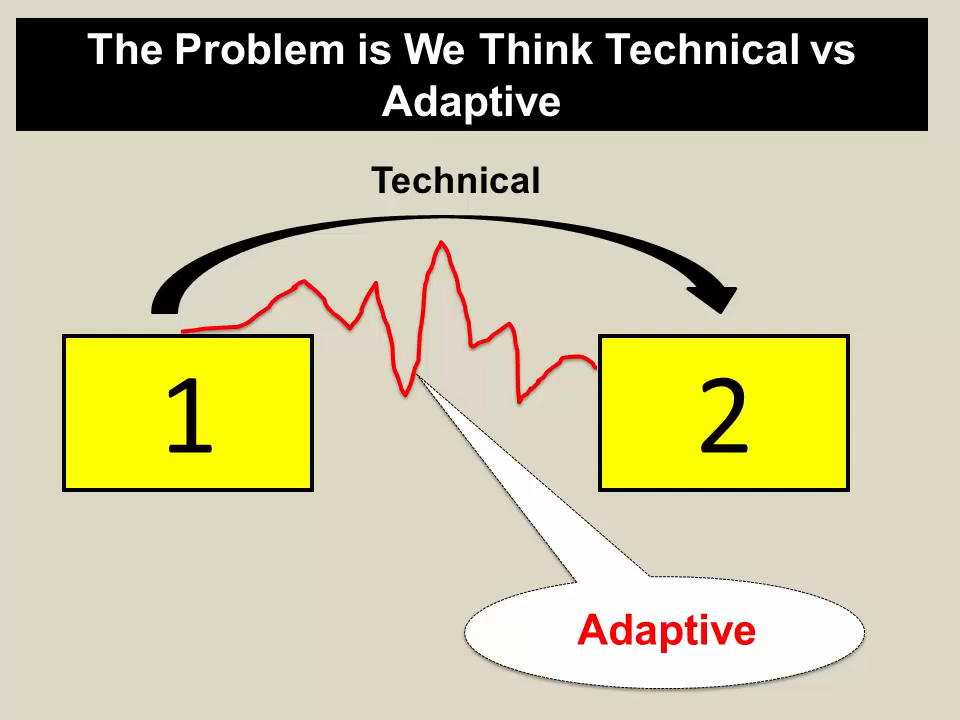 The Problem is We Think Technical vs
Adaptive
Technical
1
2
Adaptive